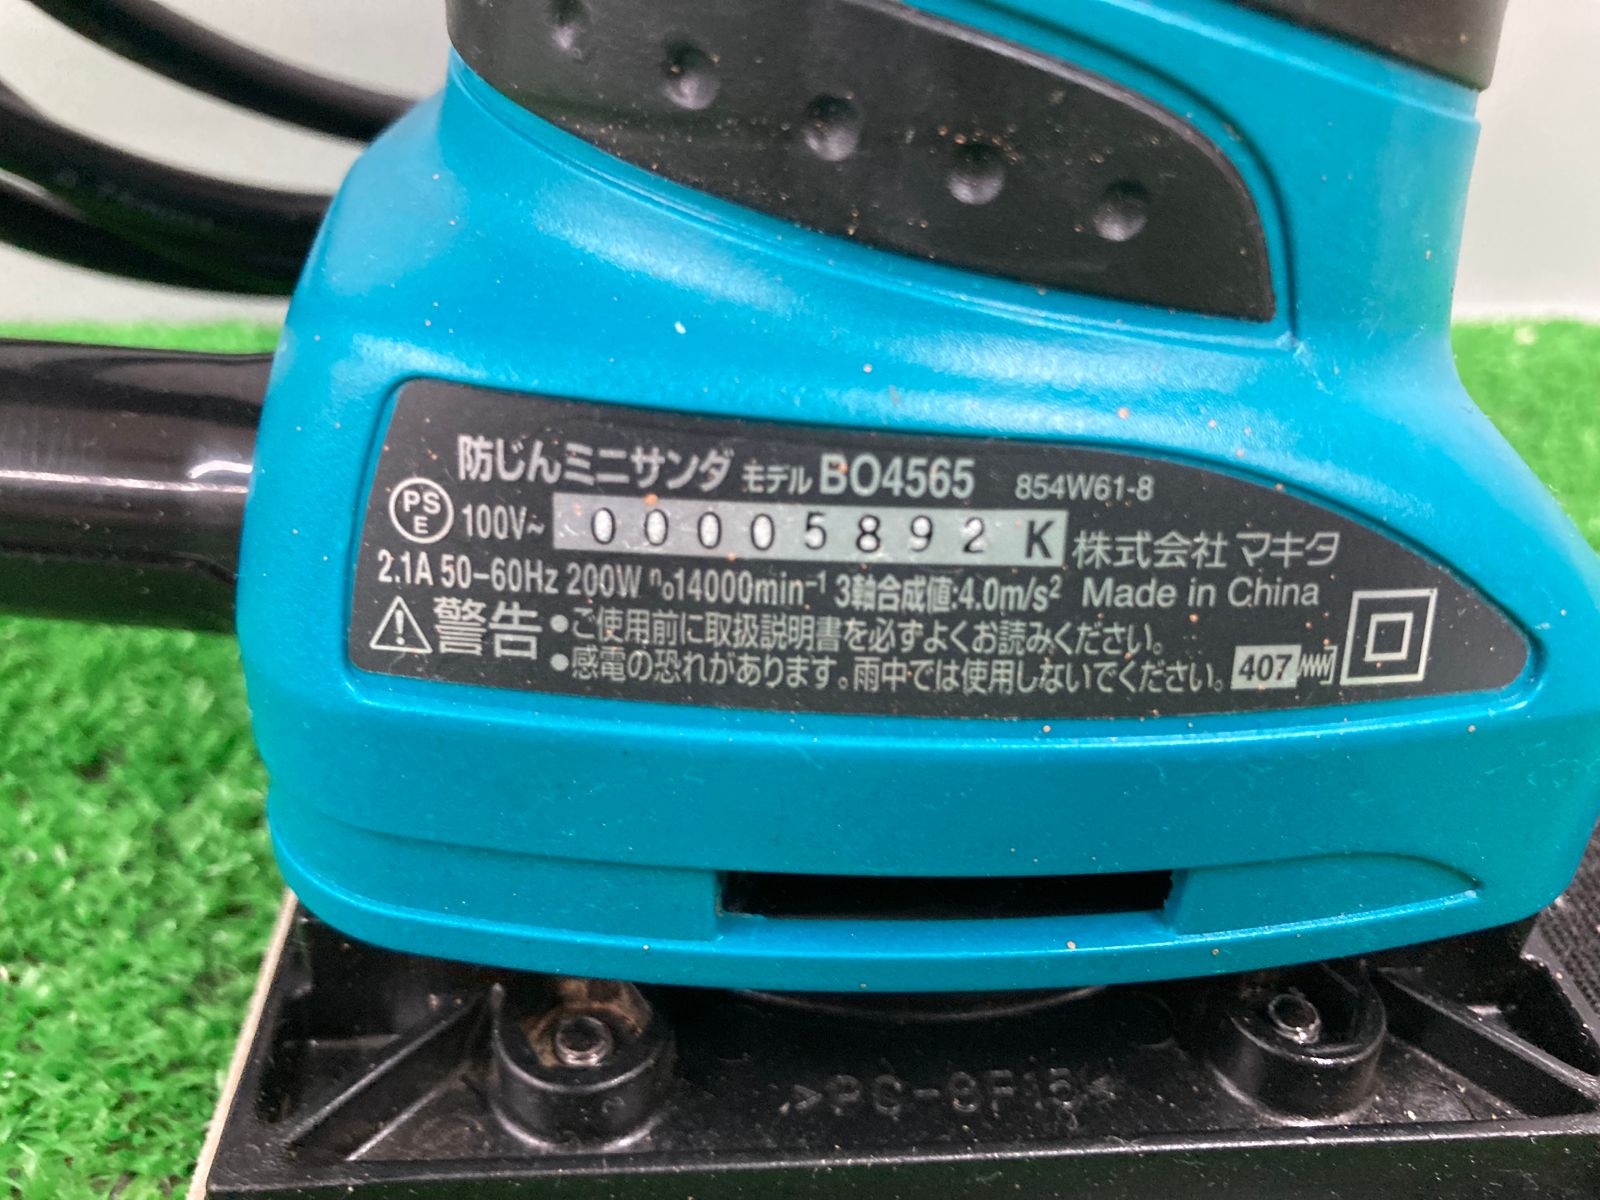 防じんミニサンダ モデル BO4565 854W61-8
PS E 100V~ 00005892 K 株式会社 マキタ
2.1A 50-60Hz 200W n₀14000min⁻¹ 3軸合成値:4.0m/s² Made in China
警告 ●ご使用前に取扱説明書を必ずよくお読みください。
●感電の恐れがあります。雨中では使用しないでください。 407